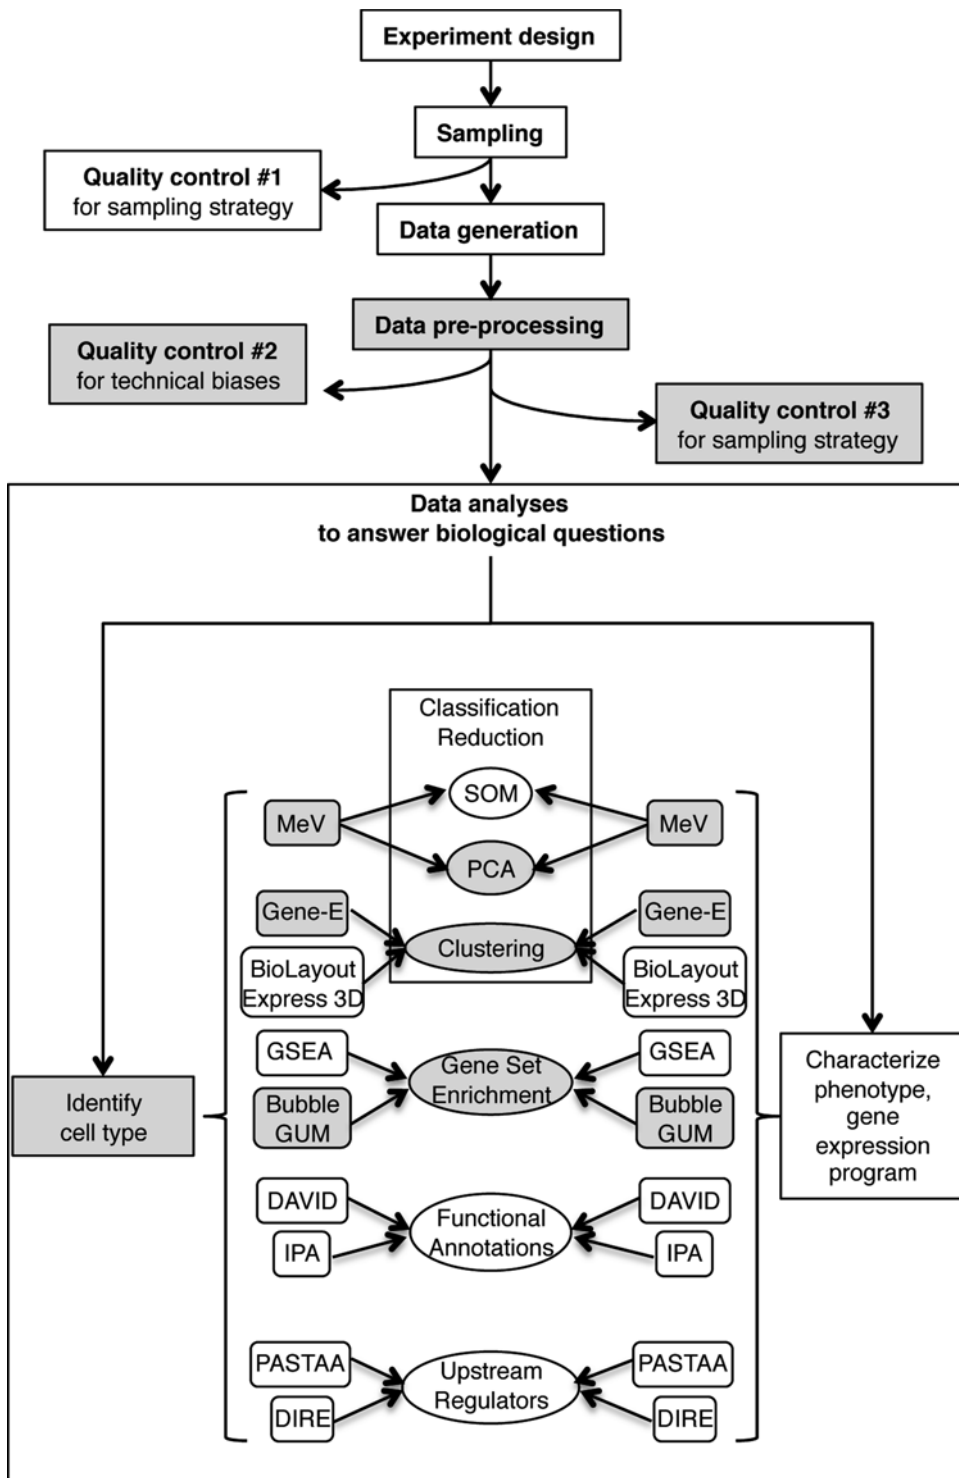 Experiment design
Sampling
Quality control #1
for sampling strategy
Data generation
Data pre-processing
Quality control #2
for technical biases
Quality control #3
for sampling strategy
Data analyses
to answer biological questions
Classification
Reduction
SOM
MeV
MeV
PCA
Gene-E
Gene-E
Clustering
BioLayout
Express 3D
BioLayout
Express 3D
GSEA
GSEA
Gene Set
Enrichment
Bubble
GUM
Bubble
GUM
Identify
cell type
Characterize
phenotype,
gene
expression
program
DAVID
DAVID
Functional
Annotations
IPA
IPA
PASTAA
PASTAA
Upstream
Regulators
DIRE
DIRE